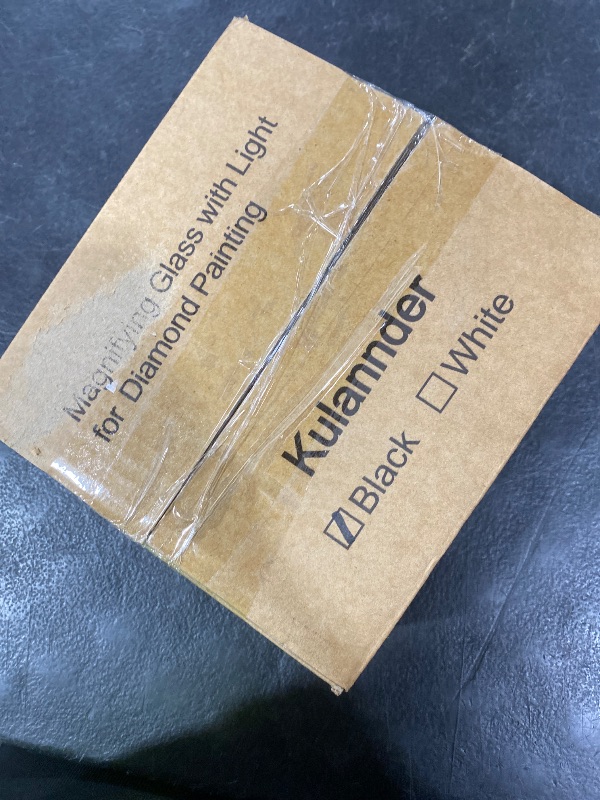 Magnifying Glass with Light
for Diamond Painting
Kulannder
Black
White